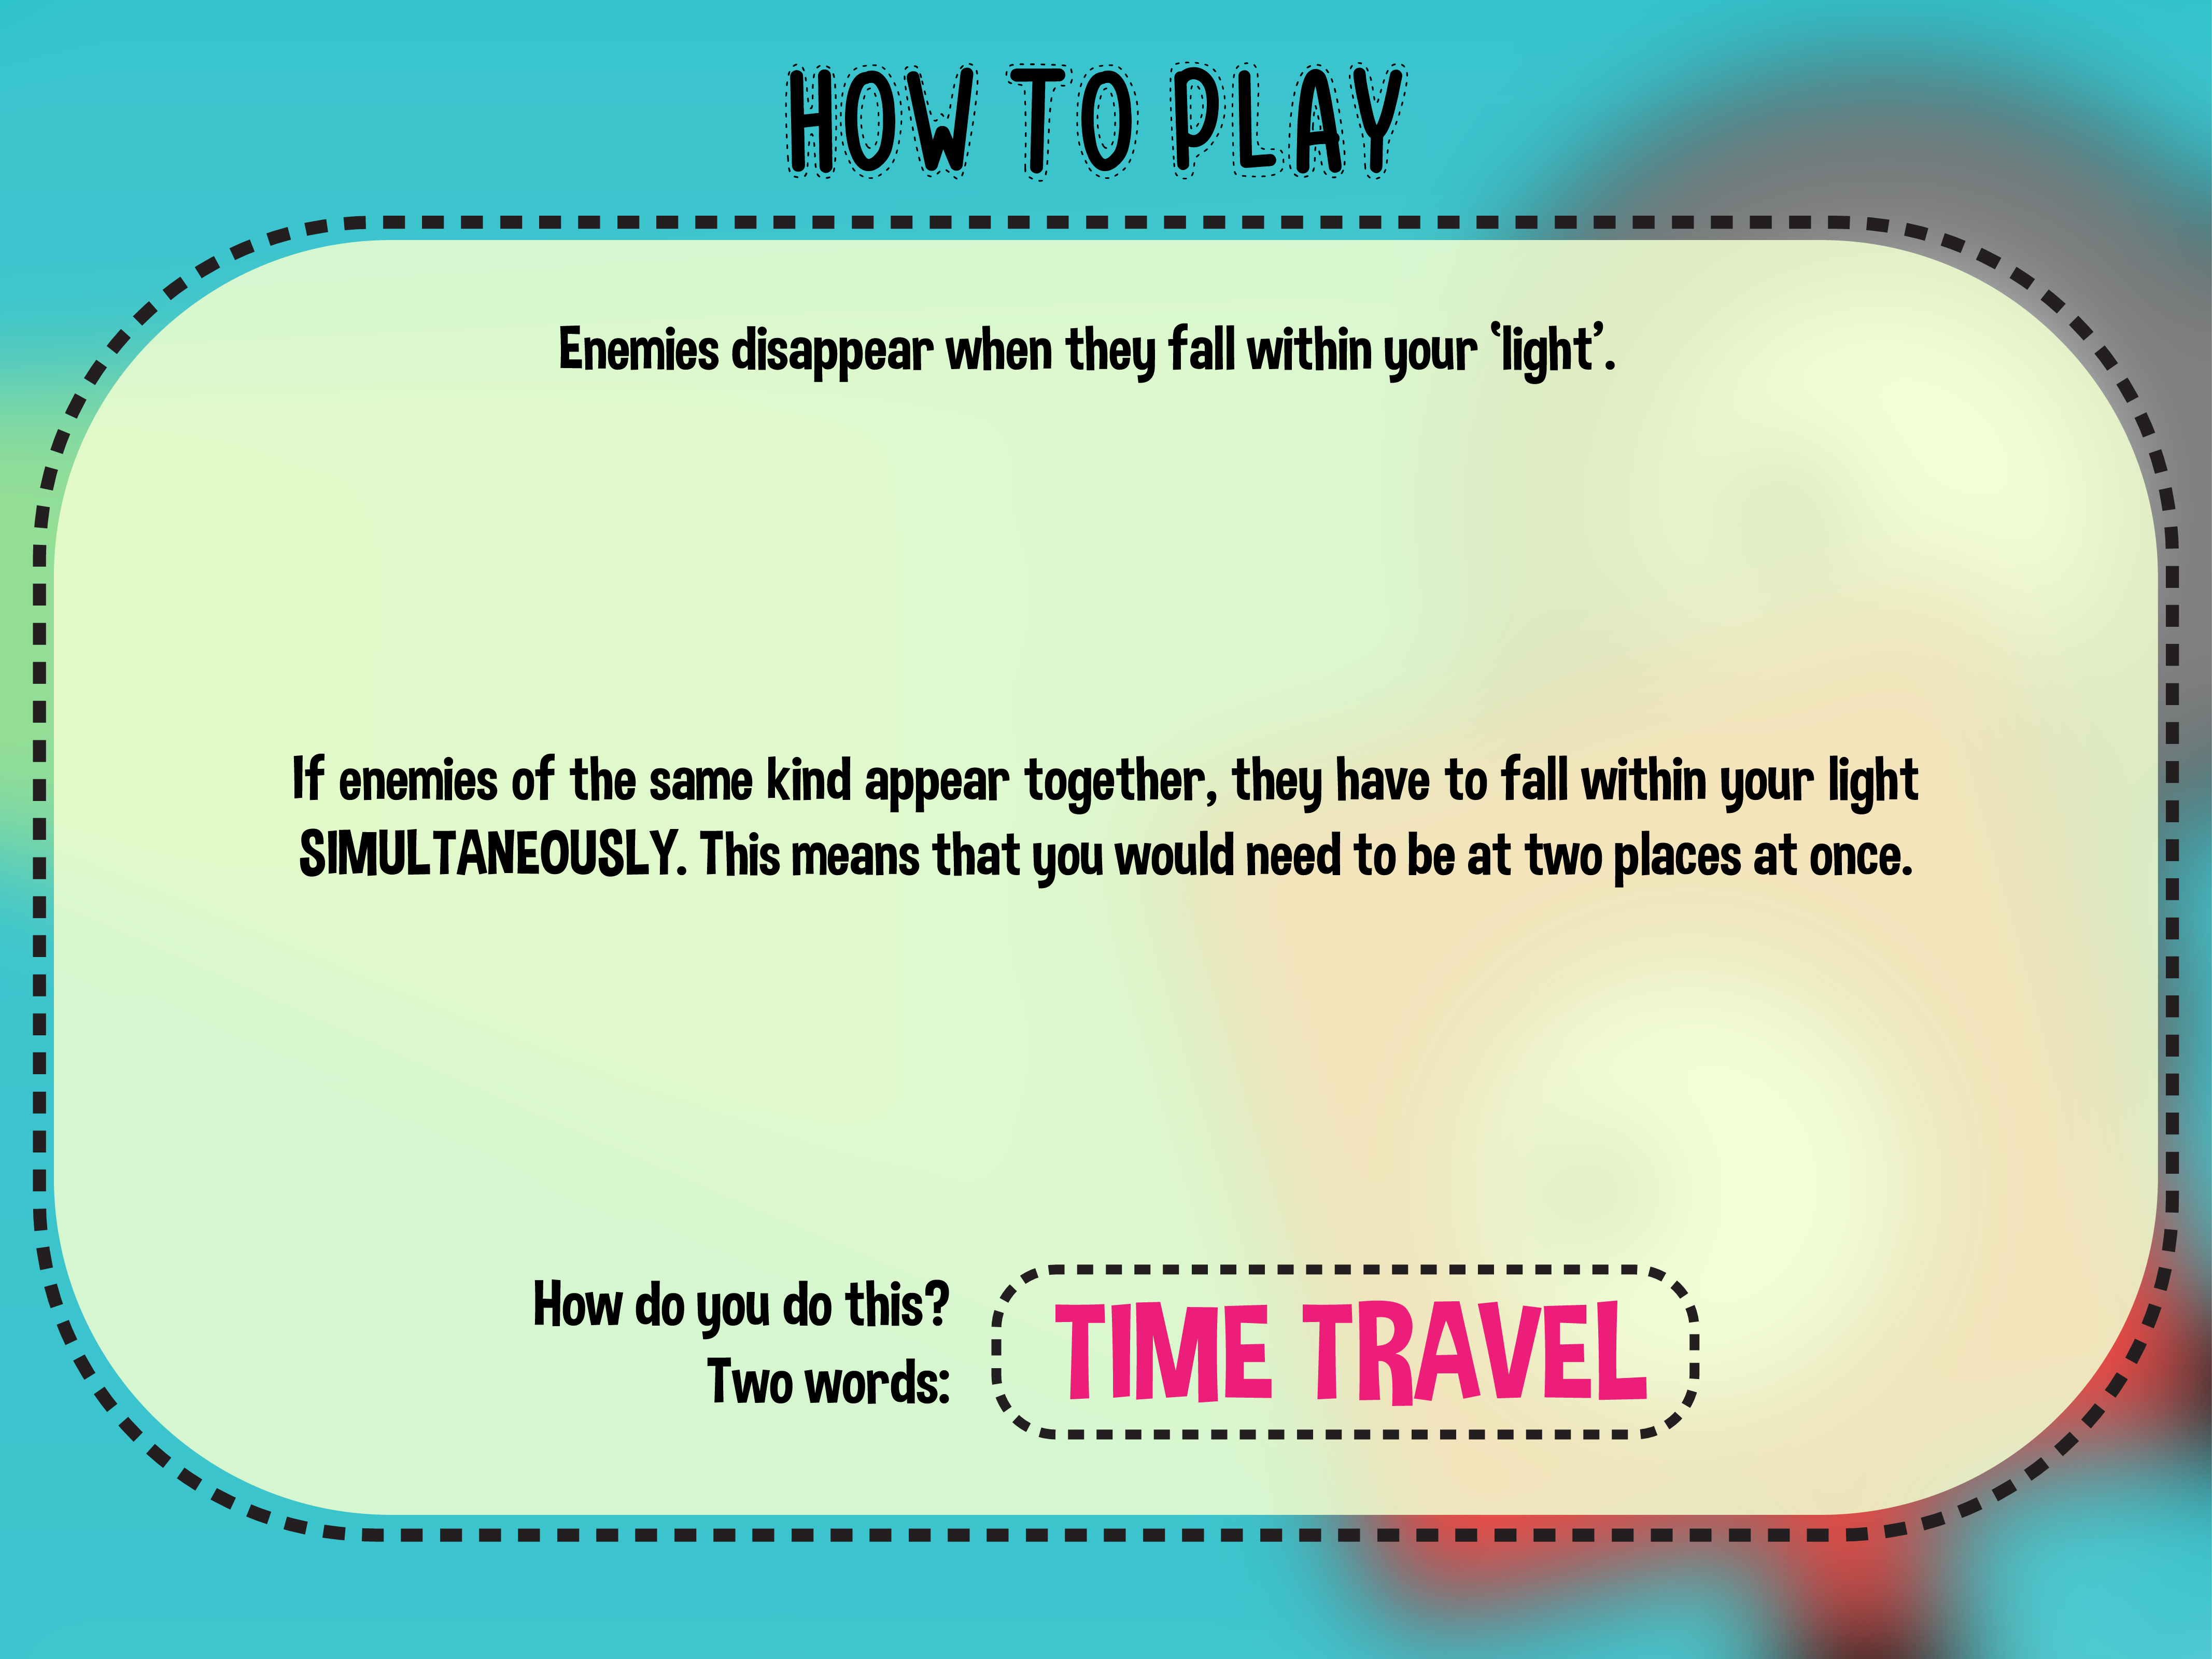 HOW TO PLAY
Enemies disappear when they fall within your ‘light’.
If enemies of the same kind appear together, they have to fall within your light
SIMULTANEOUSLY. This means that you would need to be at two places at once.
How do you do this?
Two words:
TIME TRAVEL